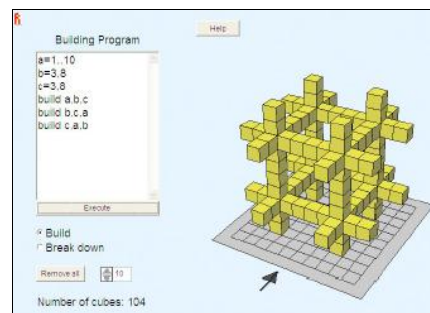 Help
Building Program
a=1..10
b=3,8
c=3,8
build a,b,c
build b,c,a
build c,a,b
Execute
Build
Break down
Remove all
10
Number of cubes: 104